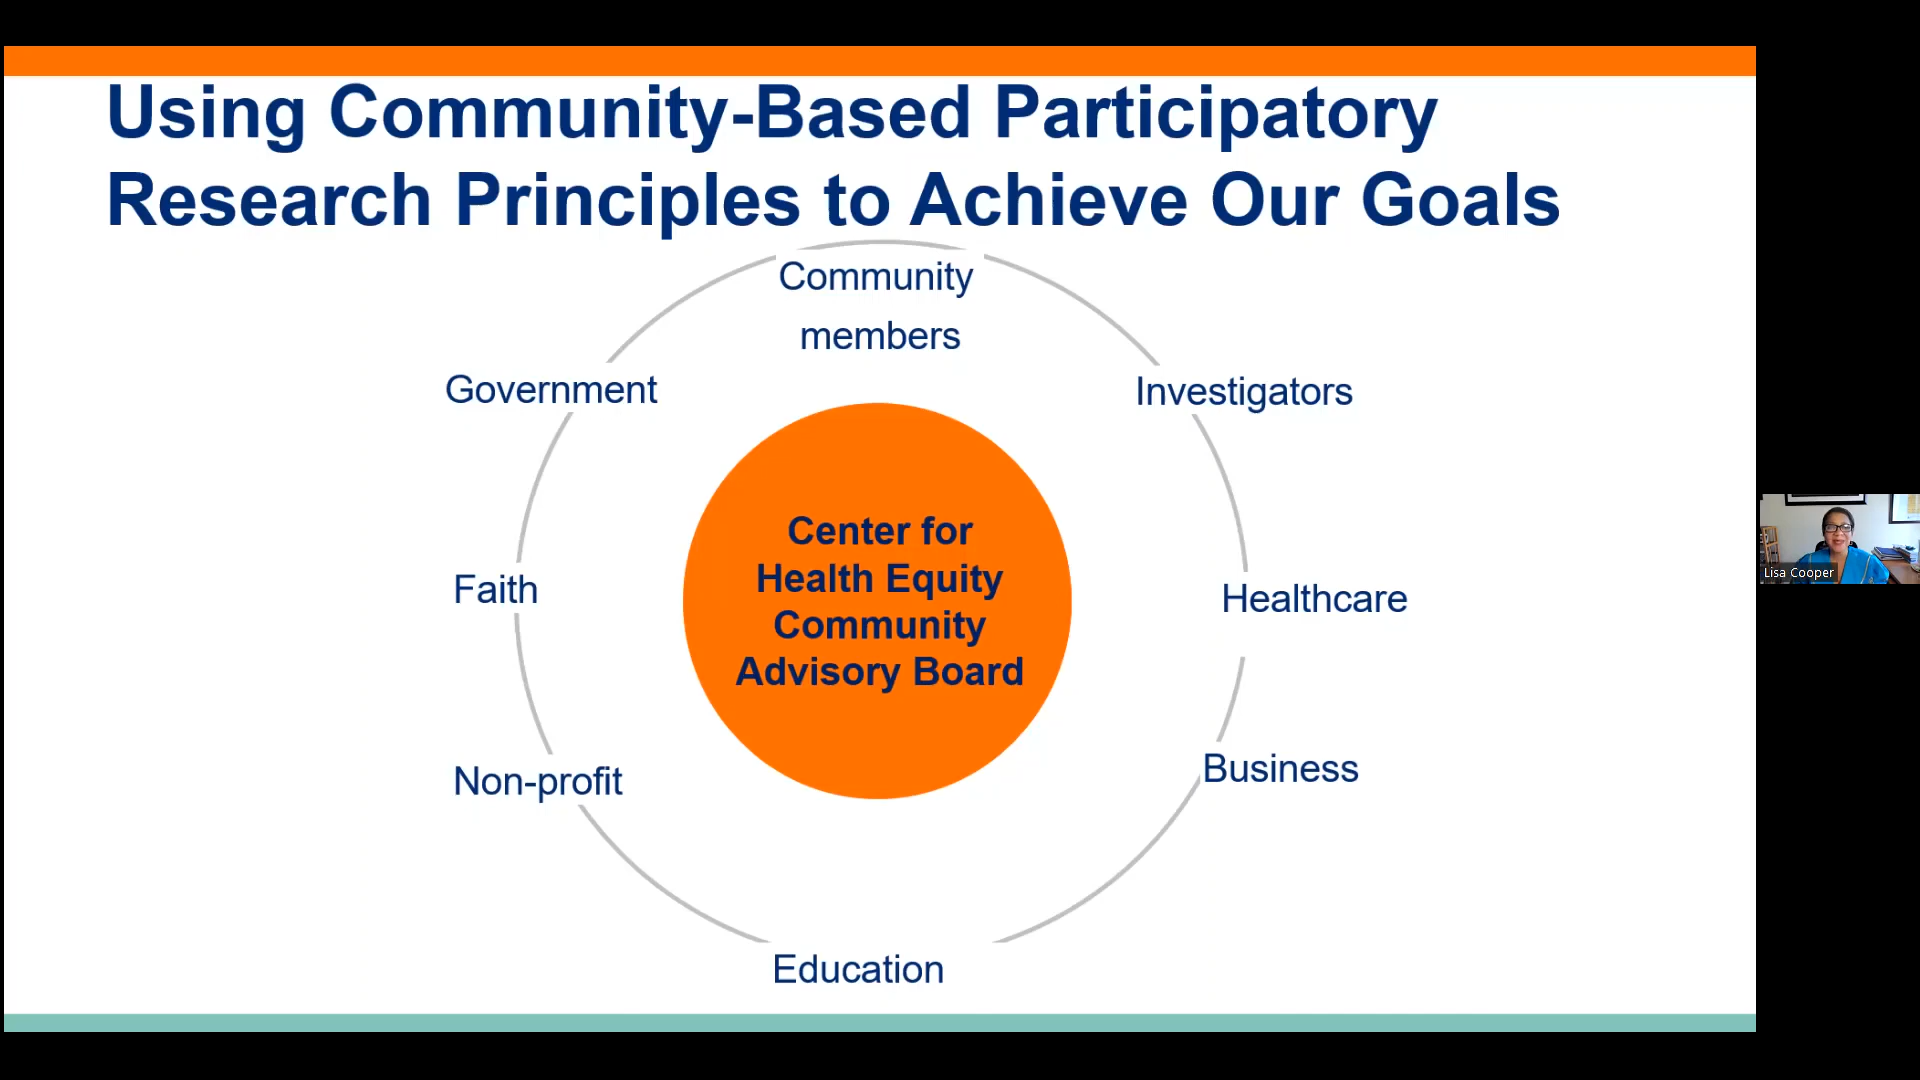 Using Community-Based Participatory
Research Principles to Achieve Our Goals
Community
members
Government
Investigators
Center for
Health Equity
Community
Advisory Board
Faith
Healthcare
Non-profit
Business
Education
Lisa Cooper